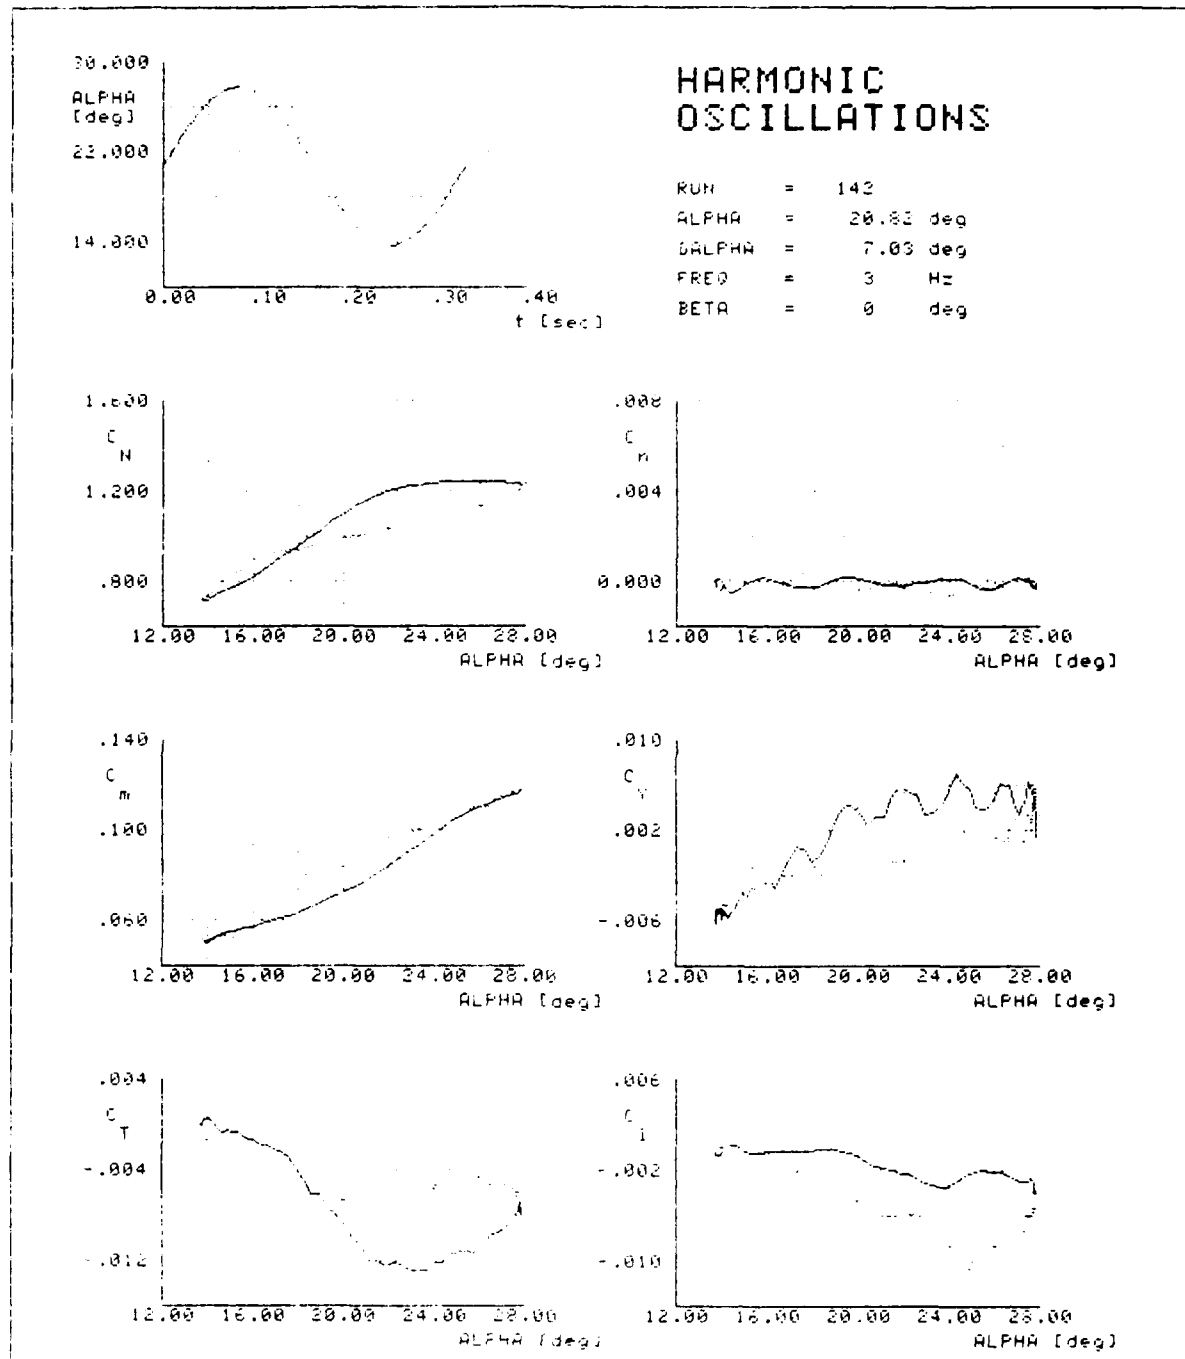 HARMONIC
OSCILLATIONS
RUN = 142
ALPHA = 20.82 deg
DALPHA = 7.03 deg
FREQ = 3 Hz
BETA = 0 deg
30.000
ALPHA
[deg]
22.000
14.000
0.00 .10 .20 .30 .40
t [sec]
1.600
C
N
1.200
.800
12.00 16.00 20.00 24.00 28.00
ALPHA [deg]
.008
C
n
.004
0.000
12.00 16.00 20.00 24.00 28.00
ALPHA [deg]
.140
C
m
.100
.060
12.00 16.00 20.00 24.00 28.00
ALPHA [deg]
.010
C
Y
.002
-.006
12.00 16.00 20.00 24.00 28.00
ALPHA [deg]
.004
C
T
-.004
-.012
12.00 16.00 20.00 24.00 28.00
ALPHA [deg]
.006
C
l
-.002
-.010
12.00 16.00 20.00 24.00 28.00
ALPHA [deg]